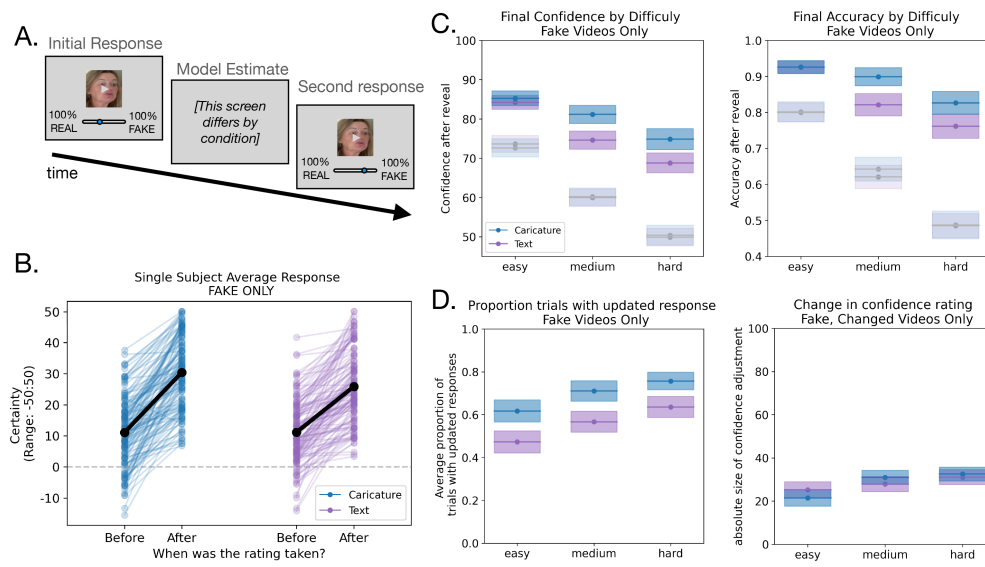 A.
Initial Response
100%
REAL
100%
FAKE
Model Estimate
[This screen
differs by
condition]
Second response
100%
REAL
100%
FAKE
time
B.
Single Subject Average Response
FAKE ONLY
Certainty
(Range: -50:50)
50
40
30
20
10
0
-10
Before
After
Before
After
When was the rating taken?
Caricature
Text
C.
Final Confidence by Difficuly
Fake Videos Only
Confidence after reveal
100
90
80
70
60
50
easy
medium
hard
Caricature
Text
Final Accuracy by Difficuly
Fake Videos Only
Accuracy after reveal
1.0
0.9
0.8
0.7
0.6
0.5
0.4
easy
medium
hard
D.
Proportion trials with updated response
Fake Videos Only
Average proportion of
trials with updated responses
1.0
0.8
0.6
0.4
0.2
0.0
easy
medium
hard
Change in confidence rating
Fake, Changed Videos Only
absolute size of confidence adjustment
100
80
60
40
20
0
easy
medium
hard